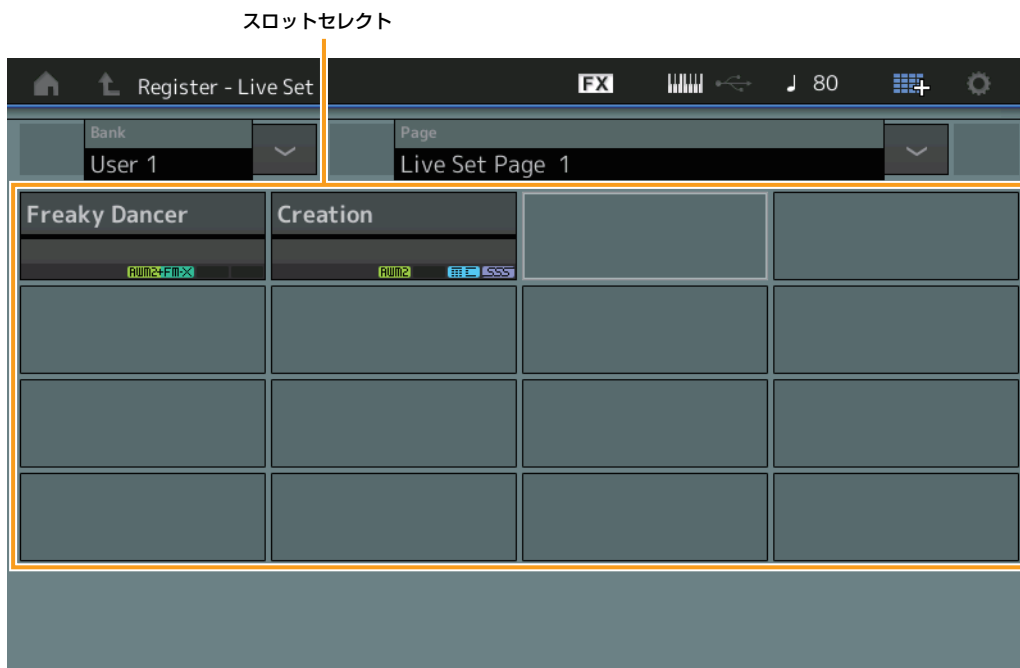 スロットセレクト
Register - Live Set
FX
80
Bank
User 1
Page
Live Set Page 1
Freaky Dancer
Creation
AWM2+FM-X
AWM2
SSS